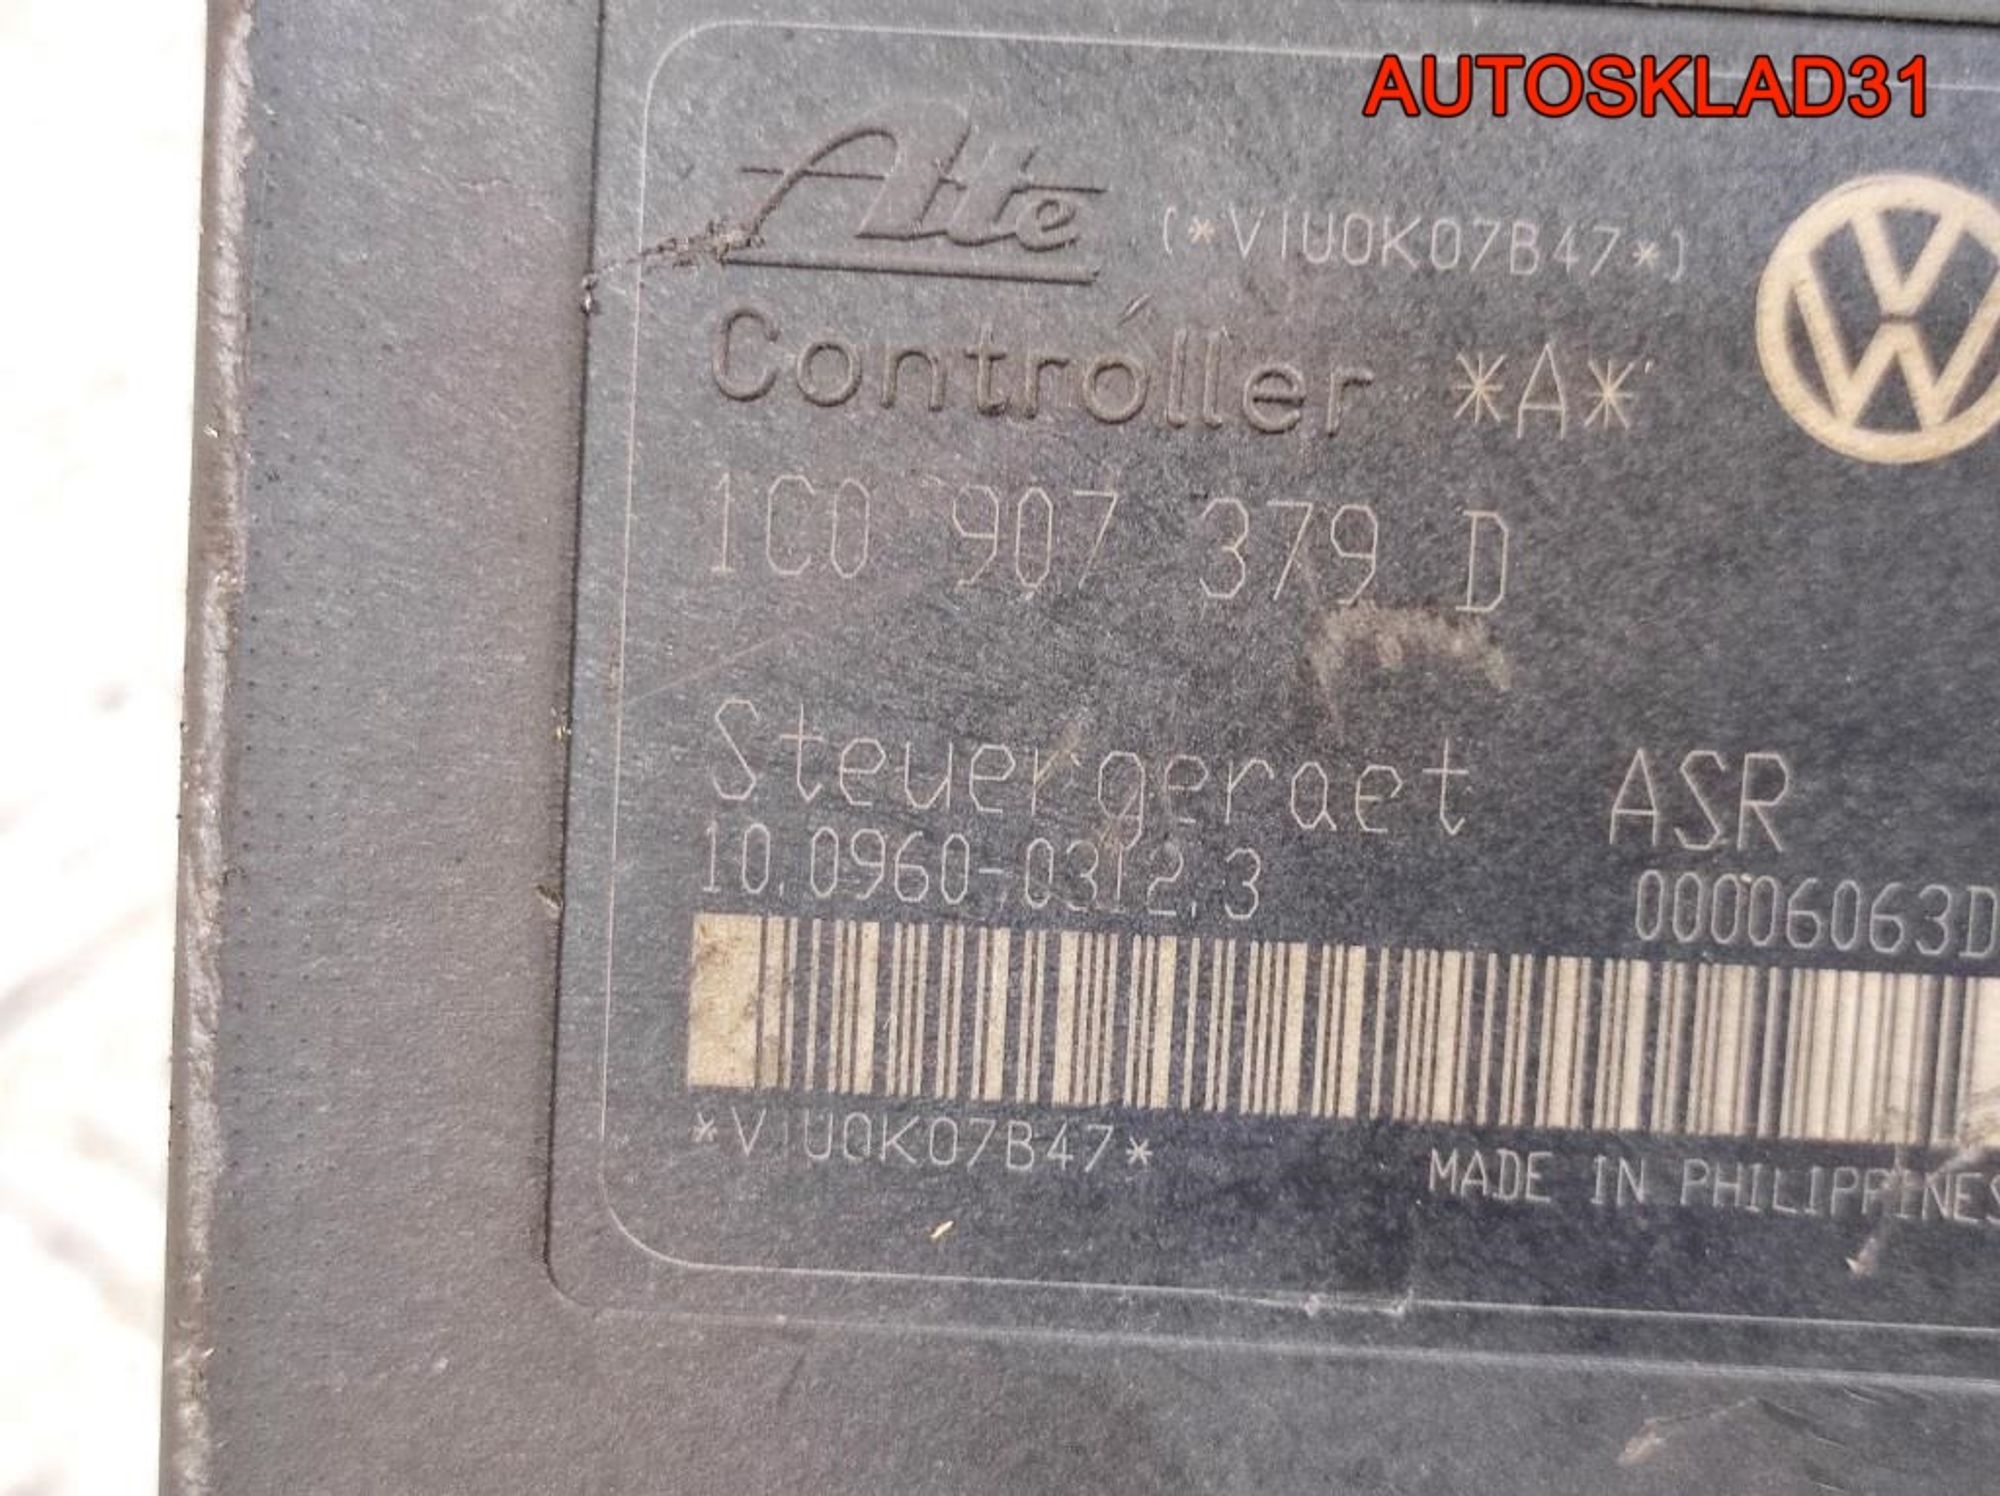 AUTOSKLAD31
Ate (*V1U0K07B47*)
Controller *A*
1C0 907 379 D
Steuergeraet ASR
10.0960-0312.3 00006063D
*V1U0K07B47*
MADE IN PHILIPPINES